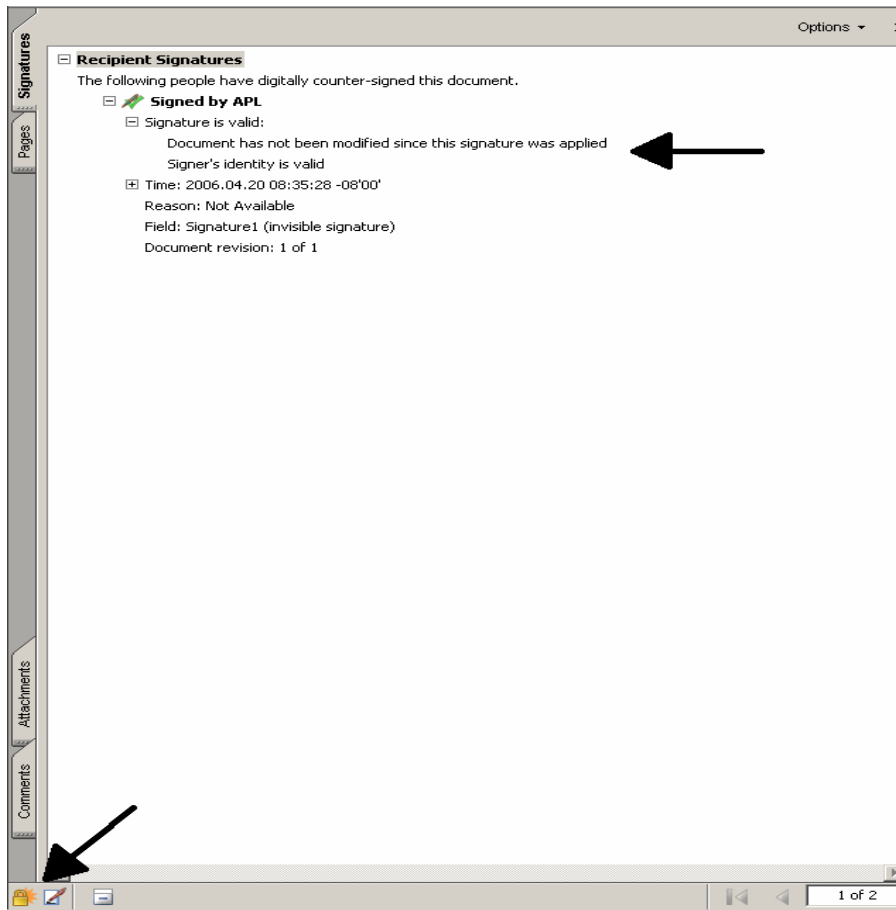 Options
Signatures
Recipient Signatures
The following people have digitally counter-signed this document.
Signed by APL
Signature is valid:
Document has not been modified since this signature was applied
Signer's identity is valid
Time: 2006.04.20 08:35:28 -08'00'
Reason: Not Available
Field: Signature1 (invisible signature)
Document revision: 1 of 1
Pages
Attachments
Comments
1 of 2